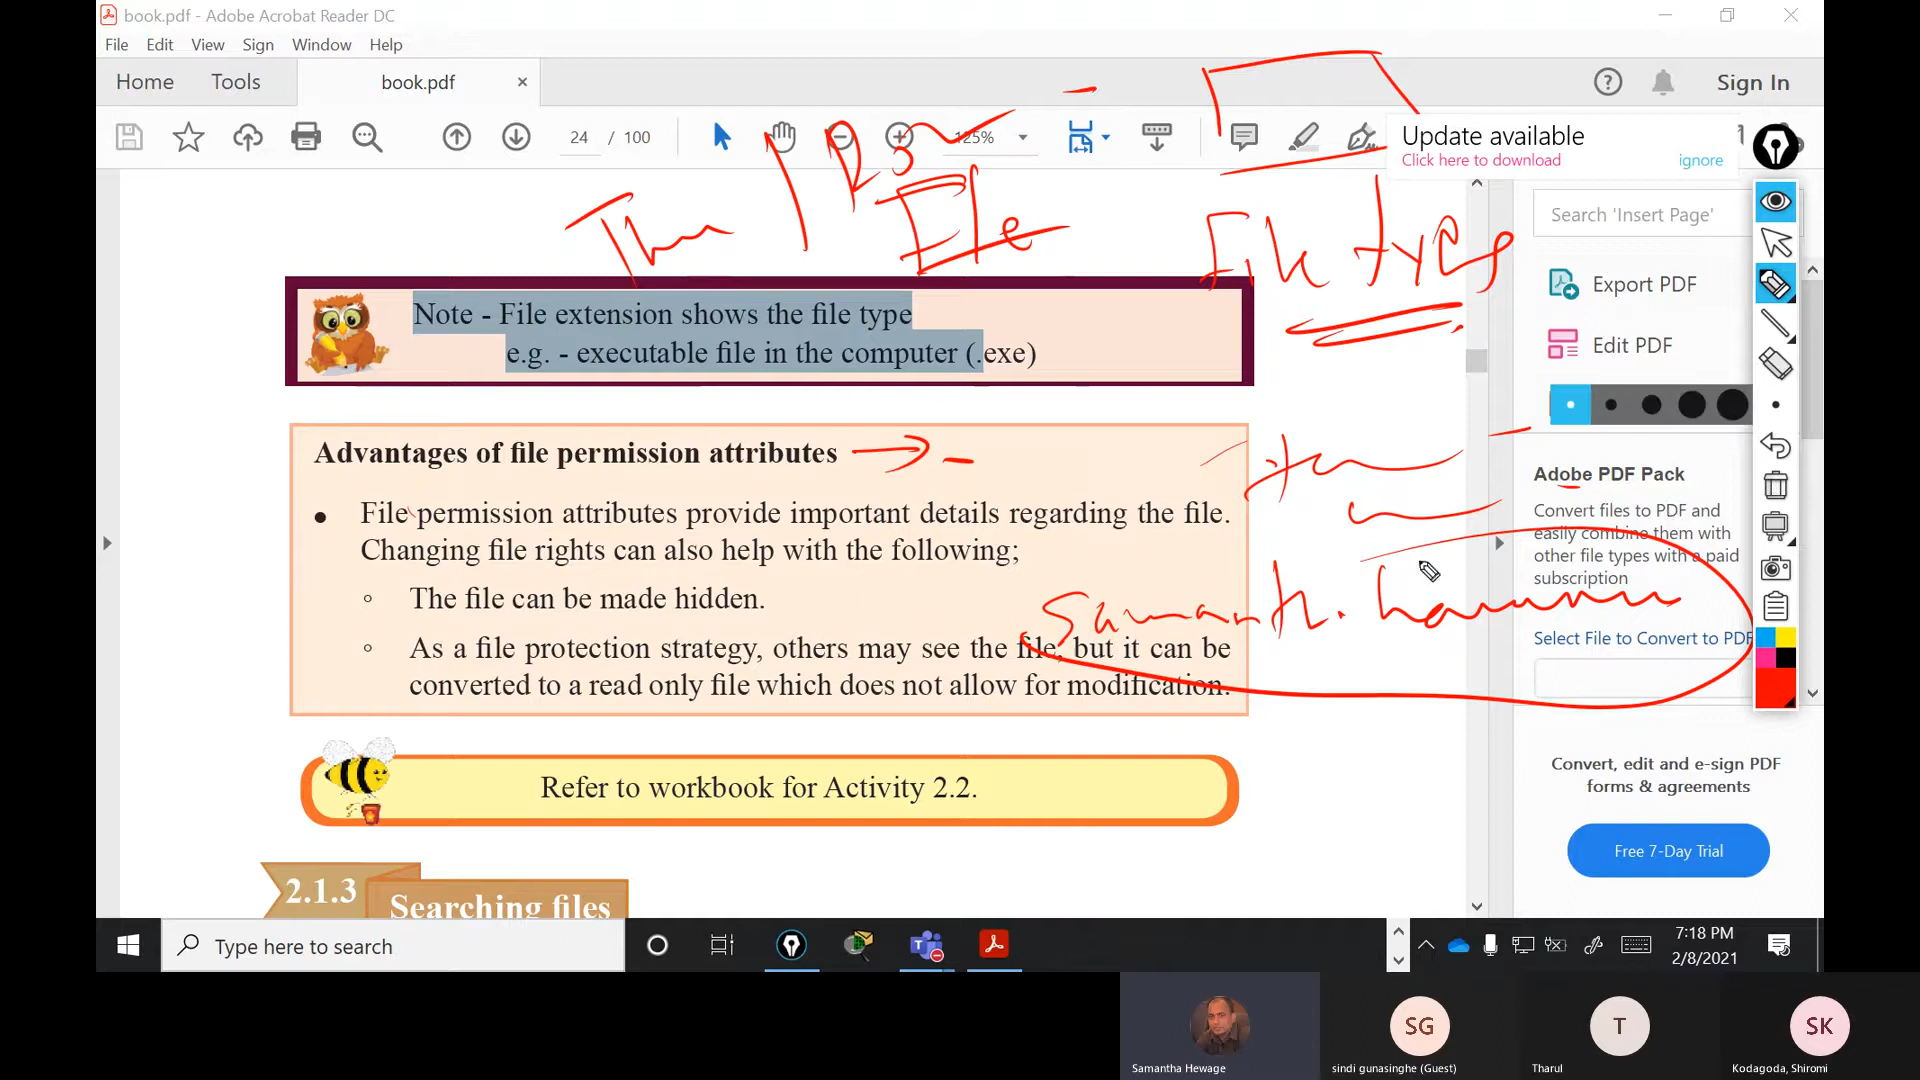 book.pdf - Adobe Acrobat Reader DC
File Edit View Sign Window Help
Home Tools book.pdf × Sign In
24 / 100 125%
Update available
Click here to download ignore
File types
File
Search 'Insert Page'
Note - File extension shows the file type
e.g. - executable file in the computer (.exe)
Export PDF
Edit PDF
Advantages of file permission attributes
File permission attributes provide important details regarding the file.
Changing file rights can also help with the following;
The file can be made hidden.
As a file protection strategy, others may see the file, but it can be
converted to a read only file which does not allow for modification.
Samanth.
Adobe PDF Pack
Convert files to PDF and
easily combine them with
other file types with a paid
subscription
Select File to Convert to PDF
Convert, edit and e-sign PDF
forms & agreements
Free 7-Day Trial
Refer to workbook for Activity 2.2.
2.1.3 Searching files
Type here to search
7:18 PM
2/8/2021
SG T SK
Samantha Hewage sindi gunasinghe (Guest) Tharul Kodagoda, Shiromi